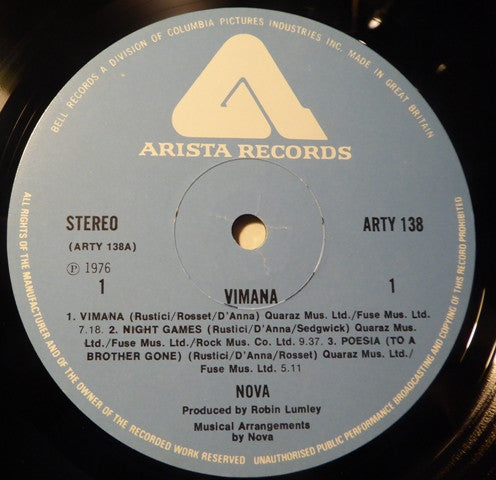 BELL RECORDS A DIVISION OF COLUMBIA PICTURES INDUSTRIES INC. MADE IN GREAT BRITAIN
ARISTA RECORDS
STEREO
ARTY 138
(ARTY 138A)
Ⓟ 1976
1
VIMANA
1
1. VIMANA (Rustici/Rosset/D'Anna) Quaraz Mus. Ltd./Fuse Mus. Ltd.
7.18. 2. NIGHT GAMES (Rustici/D'Anna/Sedgwick) Quaraz Mus.
Ltd./Fuse Mus. Ltd./Rock Mus. Co. Ltd. 9.37. 3. POESIA (TO A
BROTHER GONE) (Rustici/D'Anna/Rosset) Quaraz Mus. Ltd./
Fuse Mus. Ltd. 5.11
NOVA
Produced by Robin Lumley
Musical Arrangements
by Nova
ALL RIGHTS OF THE MANUFACTURER AND OF THE OWNER OF THE RECORDED WORK RESERVED UNAUTHORISED PUBLIC PERFORMANCE BROADCASTING AND COPYING OF THIS RECORD PROHIBITED